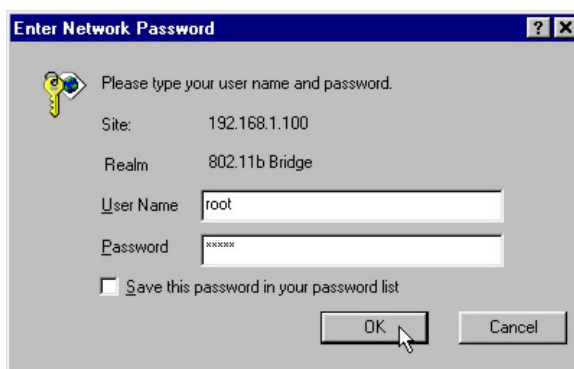 Enter Network Password
Please type your user name and password.
Site: 192.168.1.100
Realm 802.11b Bridge
User Name root
Password *****
Save this password in your password list
OK Cancel